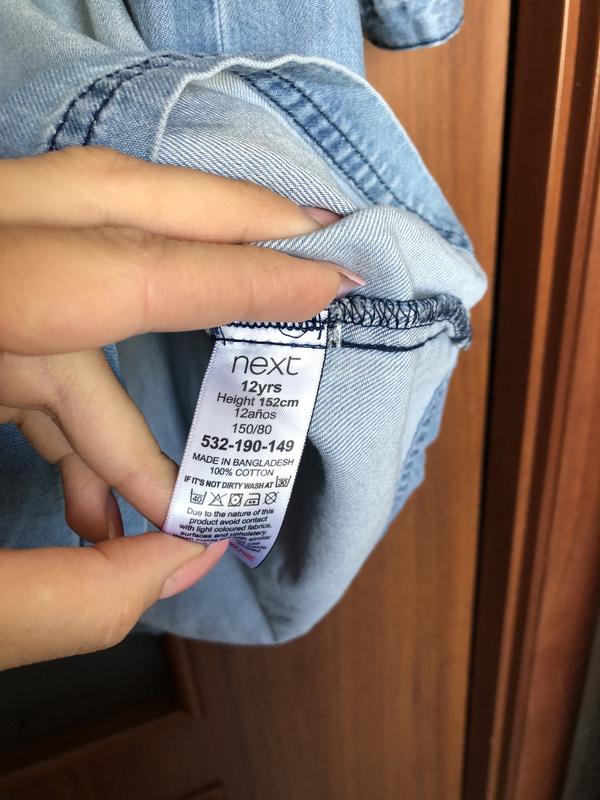 next
12yrs
Height 152cm
12años
150/80
532-190-149
MADE IN BANGLADESH
100% COTTON
IF IT'S NOT DIRTY WASH AT 30
40
Due to the nature of this
product avoid contact
with light coloured fabrics,
surfaces and upholstery.
similar